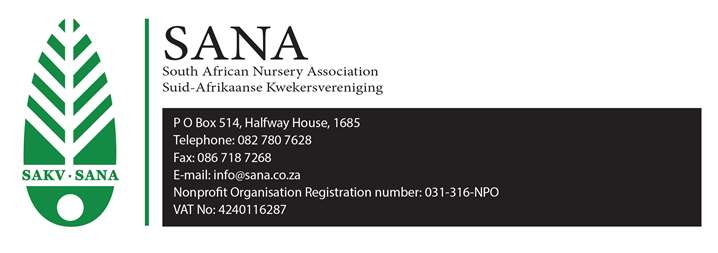 SAKV · SANA
SANA
South African Nursery Association
Suid-Afrikaanse Kwekersvereniging
P O Box 514, Halfway House, 1685
Telephone: 082 780 7628
Fax: 086 718 7268
E-mail: info@sana.co.za
Nonprofit Organisation Registration number: 031-316-NPO
VAT No: 4240116287